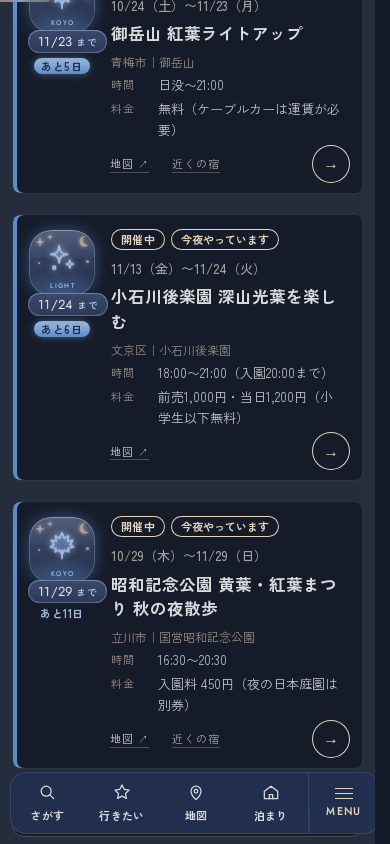 10/24（土）〜11/23（月）
KOYO
11/23 まで
あと5日
御岳山 紅葉ライトアップ
青梅市｜御岳山
時間 日没〜21:00
料金 無料（ケーブルカーは運賃が必
要）
地図 ↗ 近くの宿 →
開催中 今夜やっています
LIGHT
11/24 まで
あと6日
11/13（金）〜11/24（火）
小石川後楽園 深山光葉を楽し
む
文京区｜小石川後楽園
時間 18:00〜21:00（入園20:00まで）
料金 前売1,000円・当日1,200円（小
学生以下無料）
地図 ↗ →
開催中 今夜やっています
KOYO
11/29 まで
あと11日
10/29（木）〜11/29（日）
昭和記念公園 黄葉・紅葉まつ
り 秋の夜散歩
立川市｜国営昭和記念公園
時間 16:30〜20:30
料金 入園料 450円（夜の日本庭園は
別券）
地図 ↗ 近くの宿 →
さがす 行きたい 地図 泊まり MENU